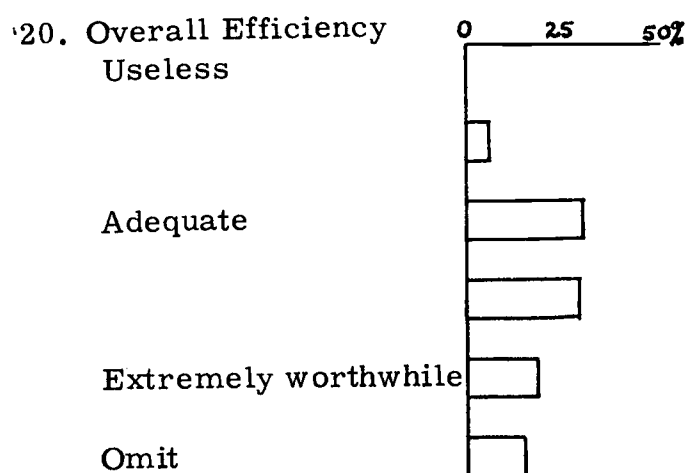 20. Overall Efficiency 0 25 50%
Useless
Adequate
Extremely worthwhile
Omit